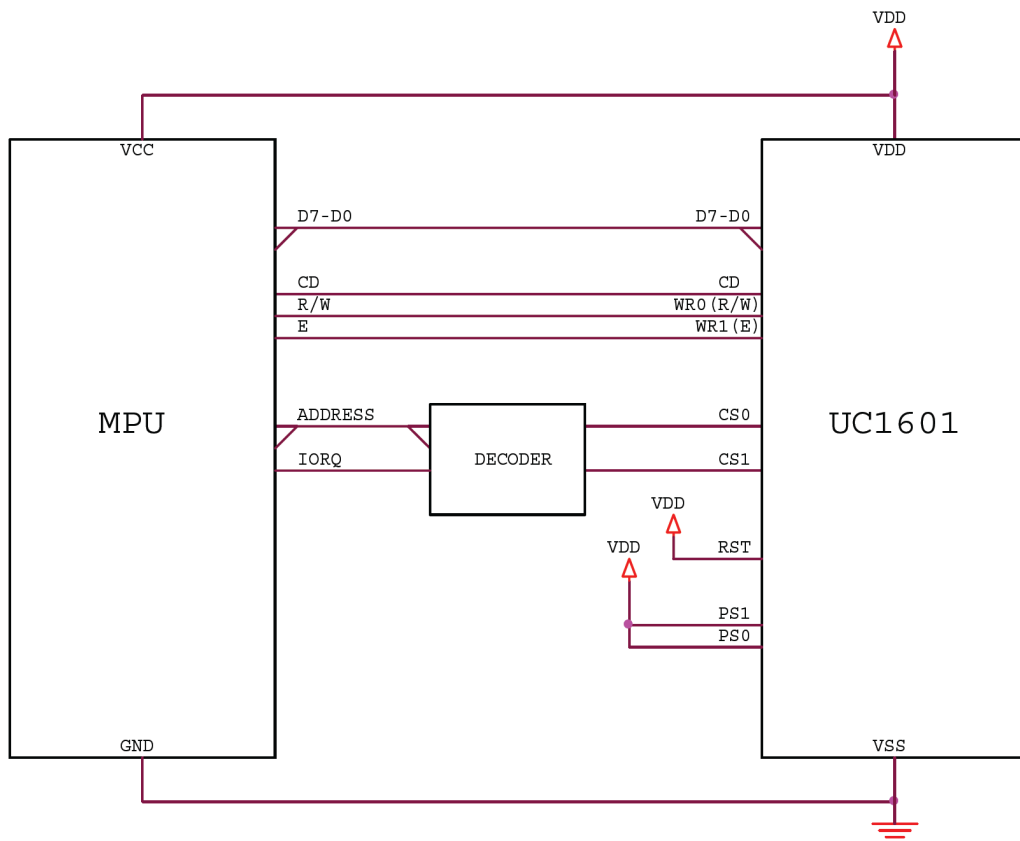 VDD
VCC
VDD
D7-D0
D7-D0
CD
CD
R/W
WR0(R/W)
E
WR1(E)
MPU
ADDRESS
CS0
UC1601
IORQ
DECODER
CS1
VDD
RST
VDD
PS1
PS0
GND
VSS